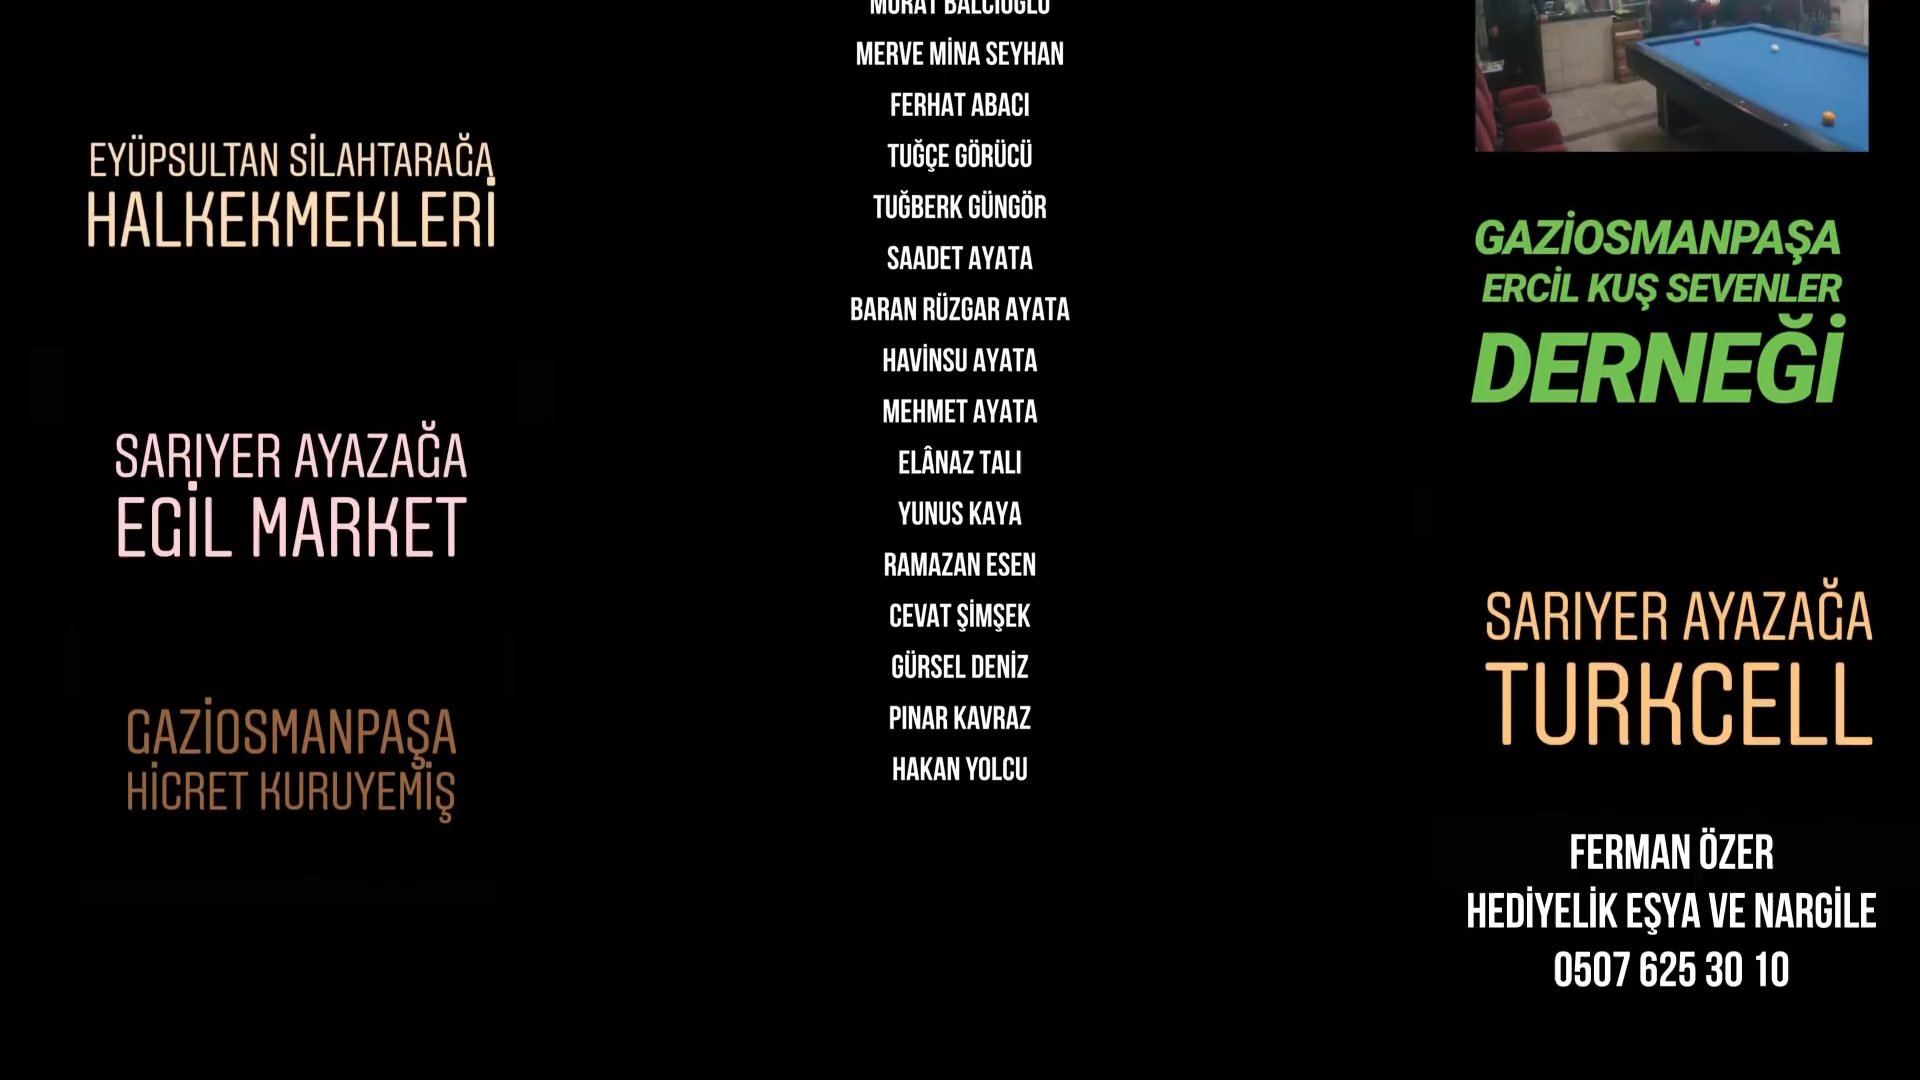 EYÜPSULTAN SİLAHTARAĞA
HALKEKMEKLERİ
SARIYER AYAZAĞA
EGİL MARKET
GAZİOSMANPAŞA
HİCRET KURUYEMİŞ
MURAT BALCIOĞLU
MERVE MİNA SEYHAN
FERHAT ABACI
TUĞÇE GÖRÜCÜ
TUĞBERK GÜNGÖR
SAADET AYATA
BARAN RÜZGAR AYATA
HAVİNSU AYATA
MEHMET AYATA
ELÂNAZ TALI
YUNUS KAYA
RAMAZAN ESEN
CEVAT ŞİMŞEK
GÜRSEL DENİZ
PINAR KAVRAZ
HAKAN YOLCU
GAZİOSMANPAŞA
ERCİL KUŞ SEVENLER
DERNEĞİ
SARIYER AYAZAĞA
TURKCELL
FERMAN ÖZER
HEDİYELİK EŞYA VE NARGİLE
0507 625 30 10